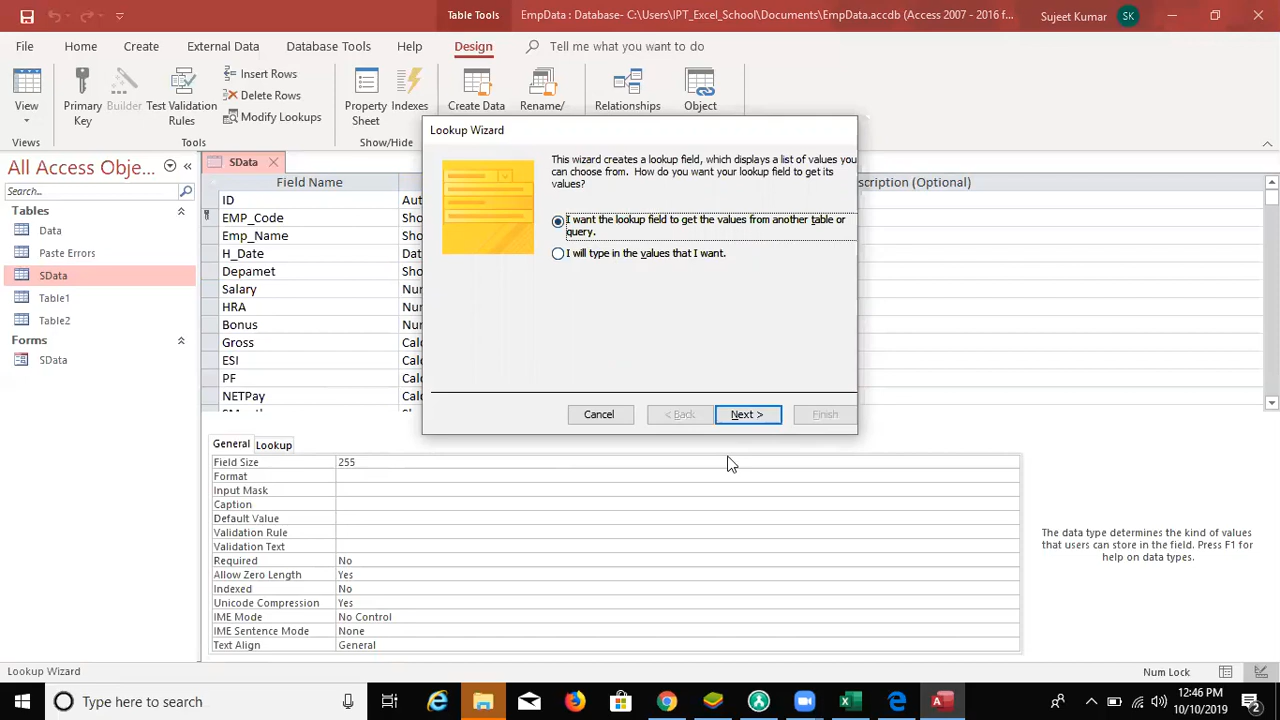 Table Tools
EmpData : Database- C:\Users\IPT_Excel_School\Documents\EmpData.accdb (Access 2007 - 2016 f...
Sujeet Kumar
SK
File
Home
Create
External Data
Database Tools
Help
Design
Tell me what you want to do
View
Primary
Key
Builder
Test Validation
Rules
Insert Rows
Delete Rows
Modify Lookups
Property
Sheet
Indexes
Create Data
Rename/
Relationships
Object
Views
Tools
Show/Hide
Lookup Wizard
This wizard creates a lookup field, which displays a list of values you
can choose from. How do you want your lookup field to get its
values?
I want the lookup field to get the values from another table or
query.
I will type in the values that I want.
Cancel
< Back
Next >
Finish
All Access Obje...
Search...
Tables
Data
Paste Errors
SData
Table1
Table2
Forms
SData
SData
Field Name
scription (Optional)
ID
Aut
EMP_Code
Sho
Emp_Name
Sho
H_Date
Dat
Depamet
Sho
Salary
Nur
HRA
Nur
Bonus
Nur
Gross
Calc
ESI
Calc
PF
Calc
NETPay
Calc
General
Lookup
Field Size
255
Format
Input Mask
Caption
Default Value
Validation Rule
Validation Text
Required
No
Allow Zero Length
Yes
Indexed
No
Unicode Compression
Yes
IME Mode
No Control
IME Sentence Mode
None
Text Align
General
The data type determines the kind of values
that users can store in the field. Press F1 for
help on data types.
Lookup Wizard
Num Lock
Type here to search
12:46 PM
10/10/2019
2